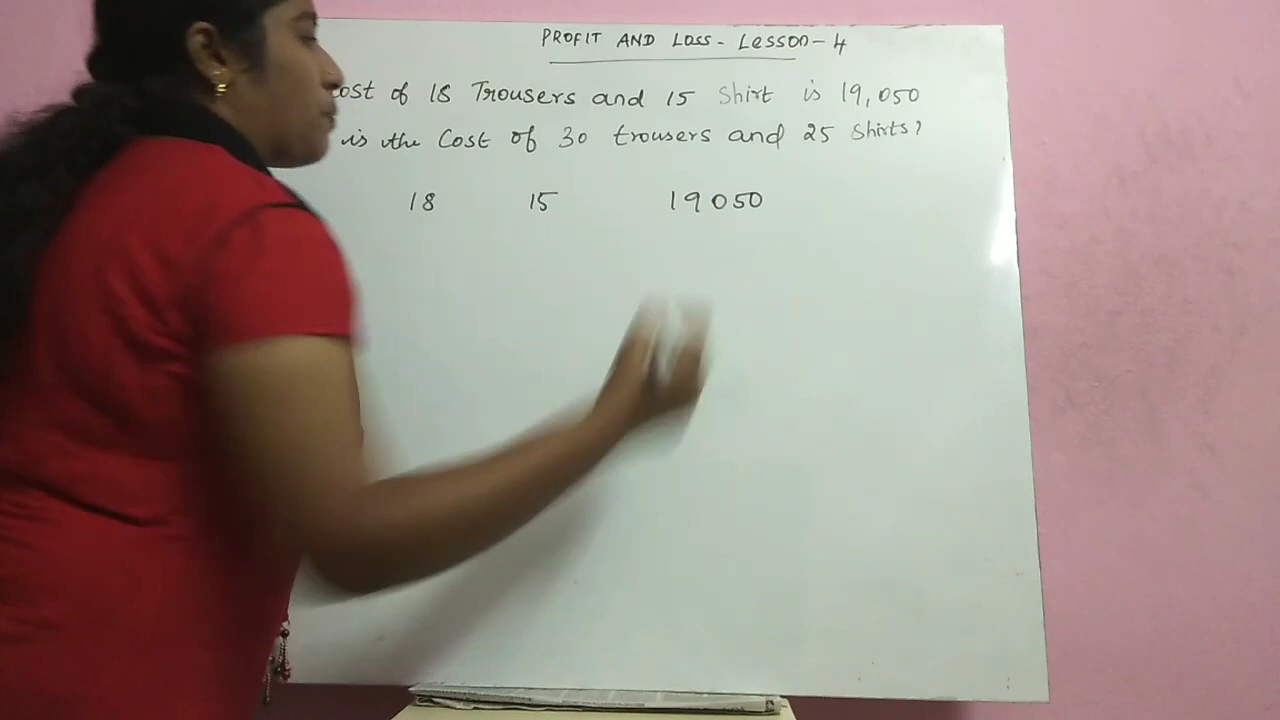 PROFIT AND LOSS - LESSON - 4
ost of 18 Trousers and 15 Shirt is 19,050
is the Cost of 30 trousers and 25 Shirts?
18 15 19050